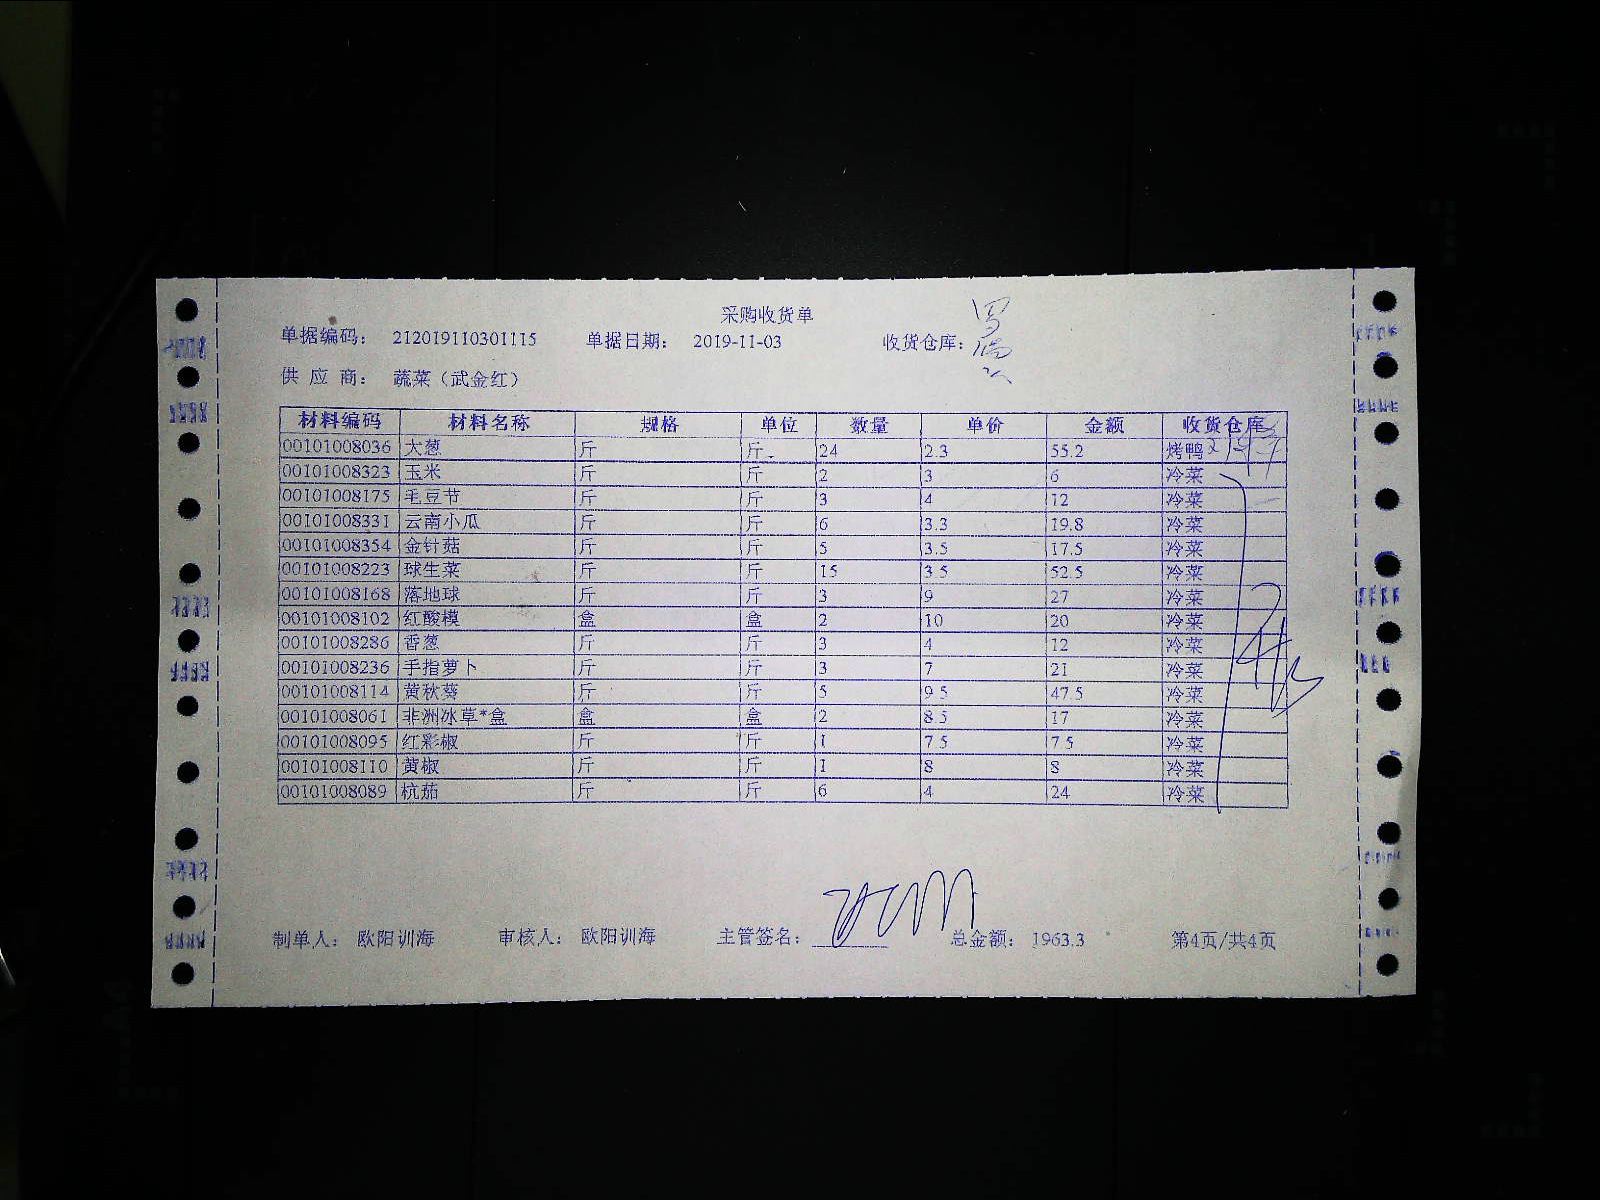 采购收货单
单据编码： 212019110301115 单据日期： 2019-11-03 收货仓库：
供 应 商： 蔬菜（武金红）
材料编码 材料名称 规格 单位 数量 单价 金额 收货仓库
00101008036 大葱 斤 斤 24 2.3 55.2 烤鸭
00101008323 玉米 斤 斤 2 3 6 冷菜
00101008175 毛豆节 斤 斤 3 4 12 冷菜
00101008331 云南小瓜 斤 斤 6 3.3 19.8 冷菜
00101008354 金针菇 斤 斤 5 3.5 17.5 冷菜
00101008223 球生菜 斤 斤 15 3.5 52.5 冷菜
00101008168 落地球 斤 斤 3 9 27 冷菜
00101008102 红酸模 盒 盒 2 10 20 冷菜
00101008286 香葱 斤 斤 3 4 12 冷菜
00101008236 手指萝卜 斤 斤 3 7 21 冷菜
00101008114 黄秋葵 斤 斤 5 9.5 47.5 冷菜
00101008061 非洲冰草*盒 盒 盒 2 8.5 17 冷菜
00101008095 红彩椒 斤 斤 1 7.5 7.5 冷菜
00101008110 黄椒 斤 斤 1 8 8 冷菜
00101008089 杭茄 斤 斤 6 4 24 冷菜
制单人： 欧阳训海 审核人： 欧阳训海 主管签名： 总金额： 1963.3 第4页/共4页